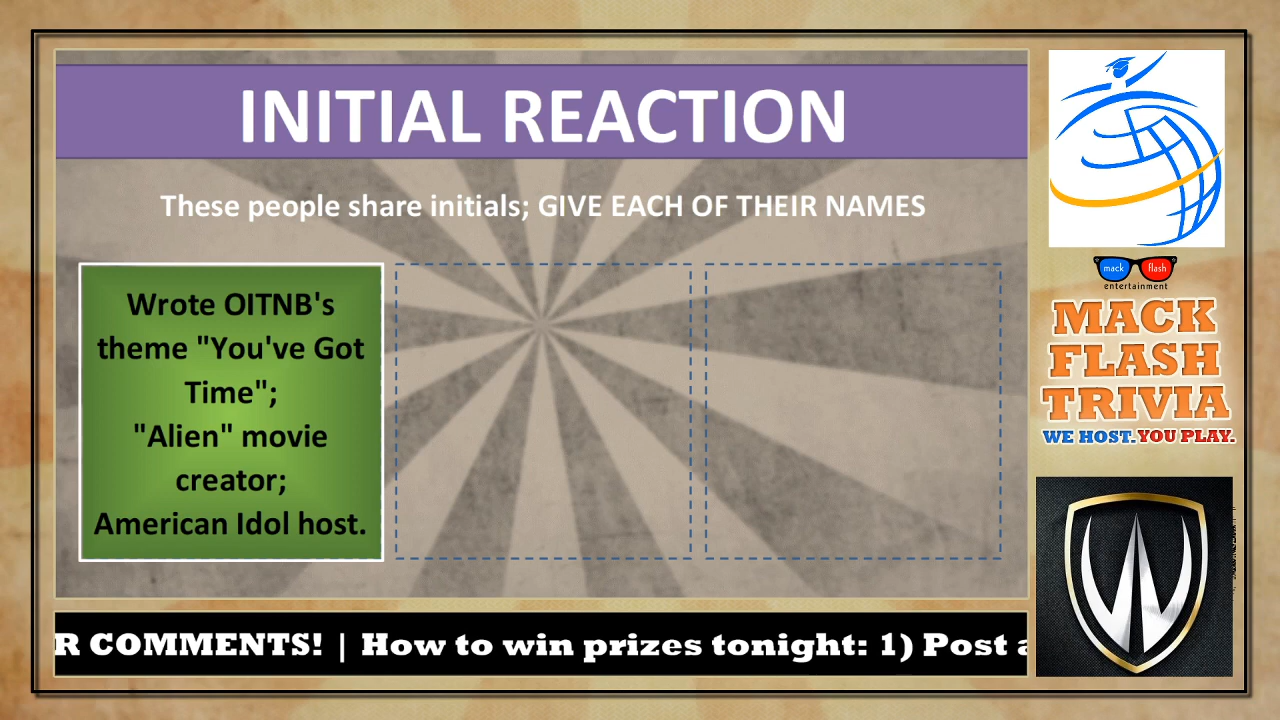 INITIAL REACTION
These people share initials; GIVE EACH OF THEIR NAMES
Wrote OITNB's
theme "You've Got
Time";
"Alien" movie
creator;
American Idol host.
mack flash
entertainment
MACK
FLASH
TRIVIA
WE HOST. YOU PLAY.
R COMMENTS! | How to win prizes tonight: 1) Post a